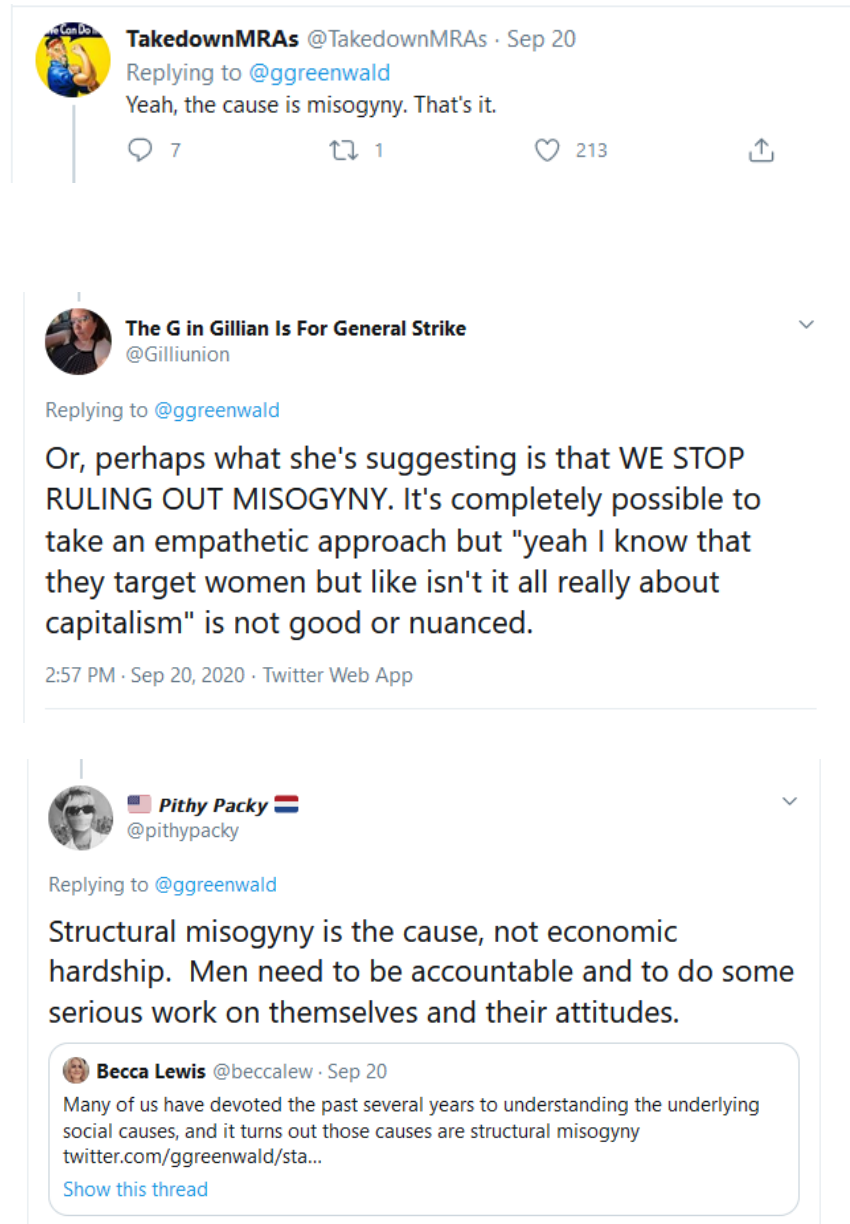 We Can Do
TakedownMRAs @TakedownMRAs · Sep 20
Replying to @ggreenwald
Yeah, the cause is misogyny. That's it.
7 1 213
The G in Gillian Is For General Strike
@Gilliunion
Replying to @ggreenwald
Or, perhaps what she's suggesting is that WE STOP
RULING OUT MISOGYNY. It's completely possible to
take an empathetic approach but "yeah I know that
they target women but like isn't it all really about
capitalism" is not good or nuanced.
2:57 PM · Sep 20, 2020 · Twitter Web App
Pithy Packy
@pithypacky
Replying to @ggreenwald
Structural misogyny is the cause, not economic
hardship.  Men need to be accountable and to do some
serious work on themselves and their attitudes.
Becca Lewis @beccalew · Sep 20
Many of us have devoted the past several years to understanding the underlying
social causes, and it turns out those causes are structural misogyny
twitter.com/ggreenwald/sta...
Show this thread